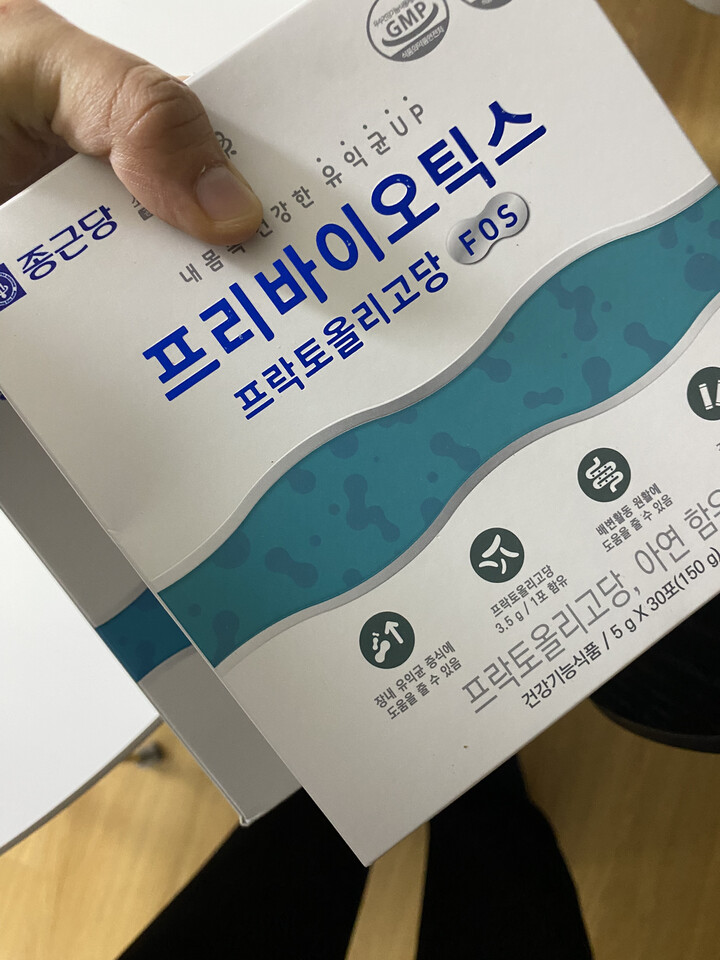 GMP
종근당
내 몸 속 건강한 유익균UP
프리바이오틱스
프락토올리고당 FOS
장내 유익균 증식에
도움을 줄 수 있음
프락토올리고당
3.5g / 1포 함유
배변활동 원활에
도움을 줄 수 있음
프락토올리고당, 아연 함유
건강기능식품 / 5 g X 30포(150 g)